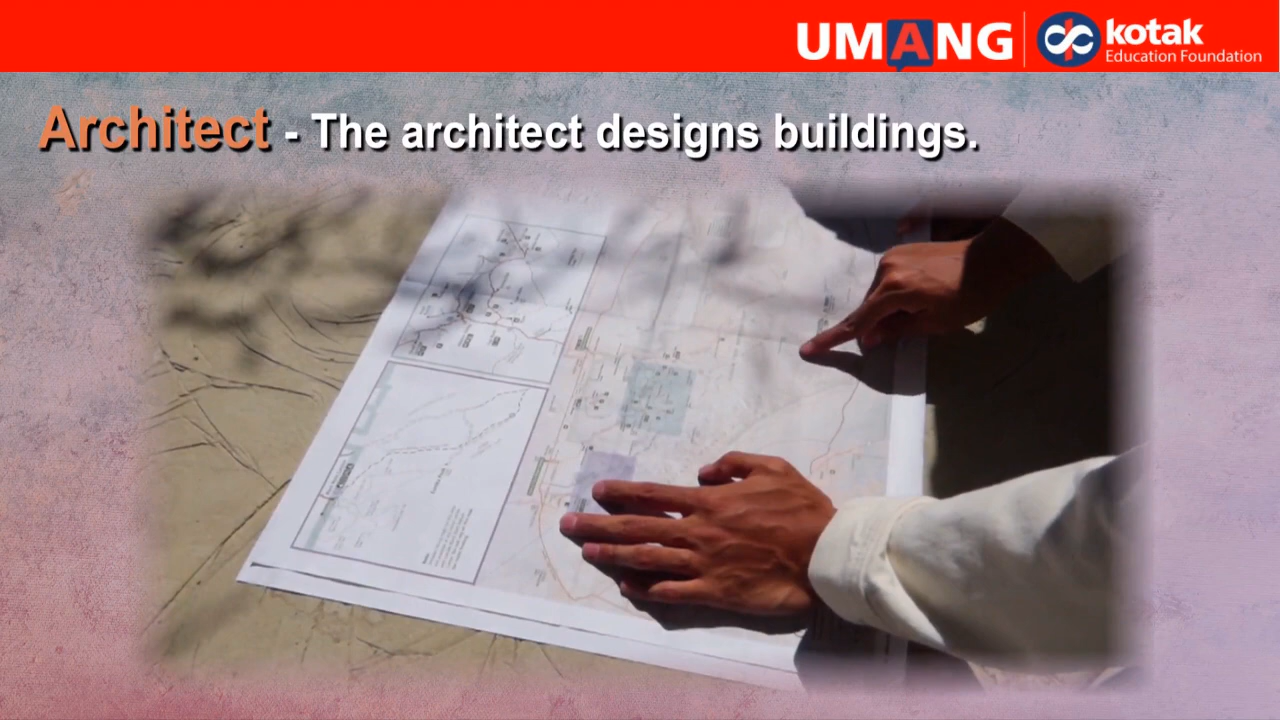 UMANG
kotak
Education Foundation
Architect - The architect designs buildings.